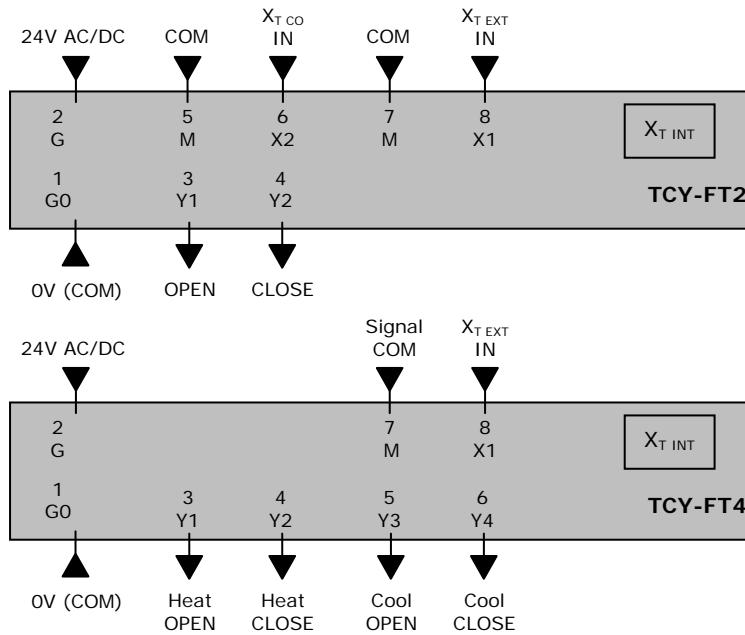 24V AC/DC COM XT CO IN COM XT EXT IN
2 5 6 7 8
G M X2 M X1
XT INT
1 3 4
G0 Y1 Y2
TCY-FT2
0V (COM) OPEN CLOSE
24V AC/DC Signal COM XT EXT IN
2 7 8
G M X1
XT INT
1 3 4 5 6
G0 Y1 Y2 Y3 Y4
TCY-FT4
0V (COM) Heat OPEN Heat CLOSE Cool OPEN Cool CLOSE